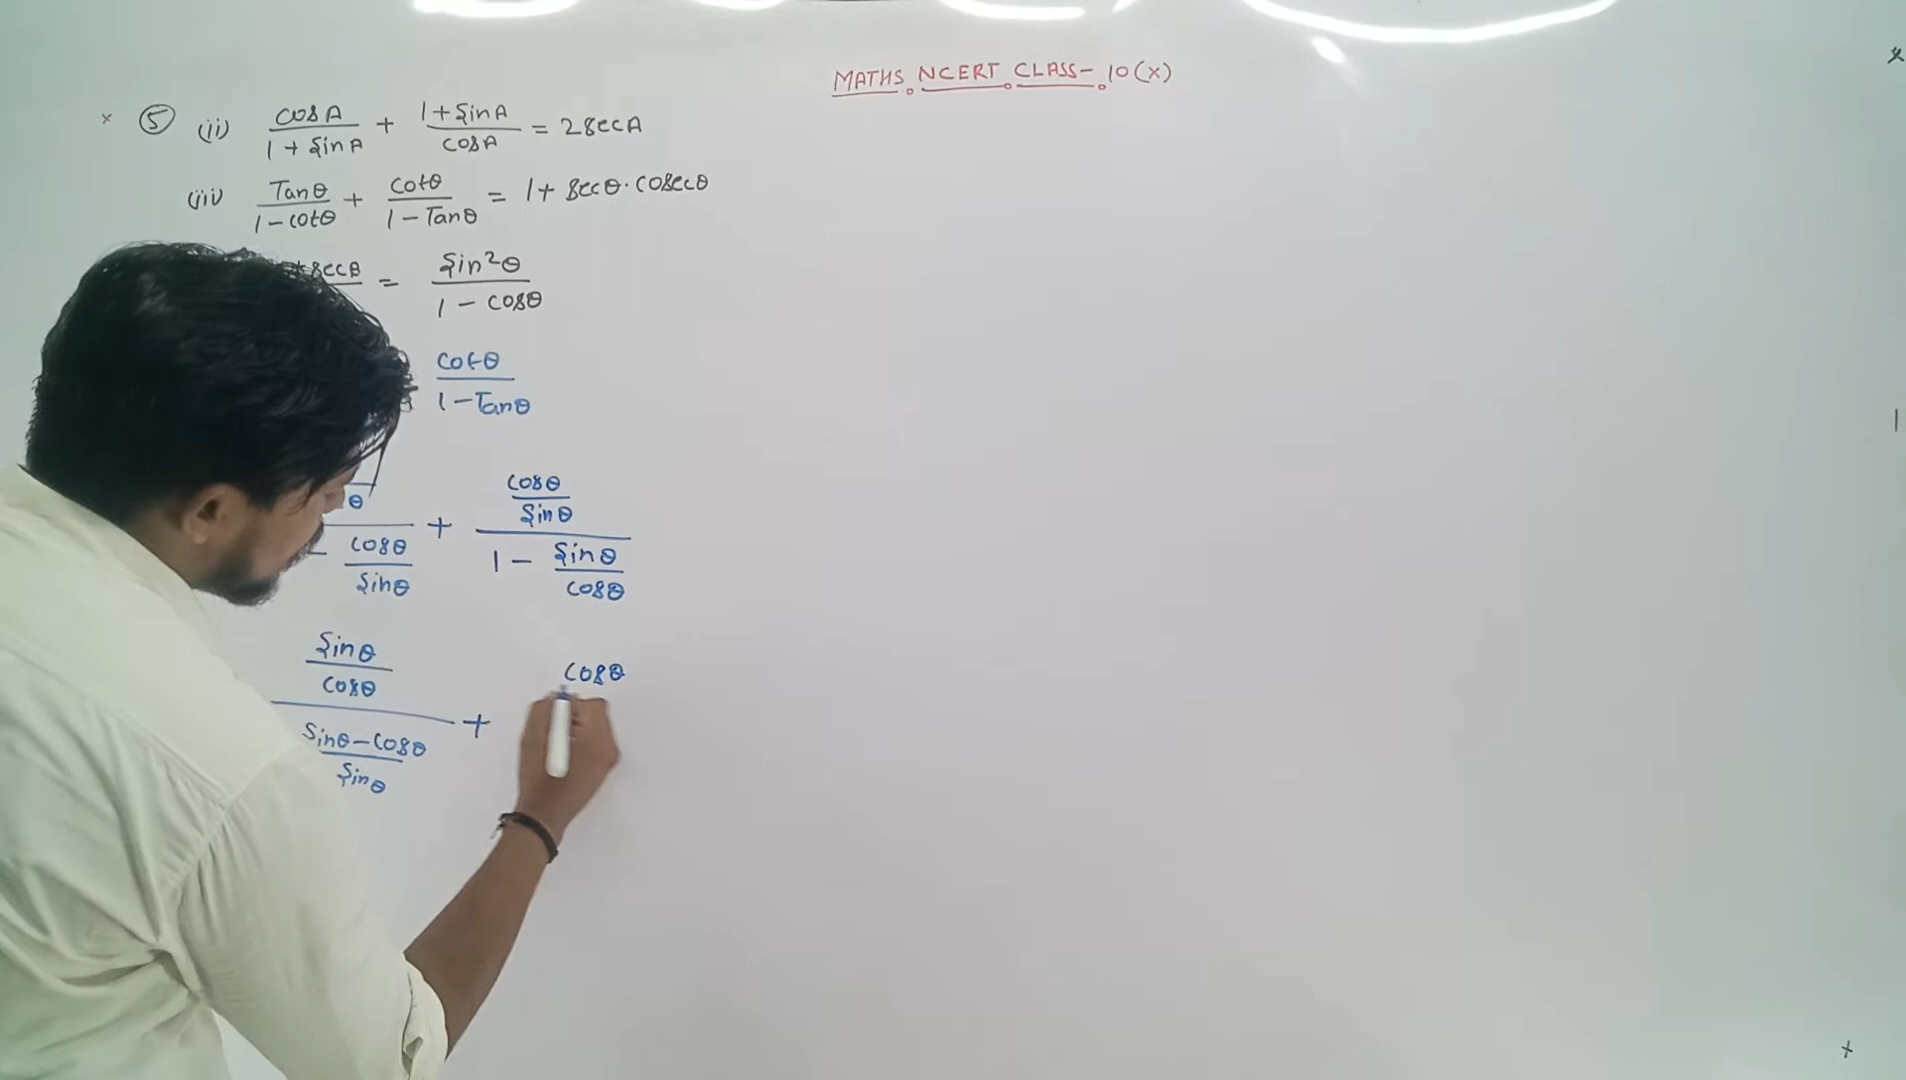 MATHS NCERT CLASS-10(X)
× ⑤ (ii) cosA/(1+sinA) + (1+sinA)/cosA = 2secA
(iii) Tanθ/(1-cotθ) + Cotθ/(1-Tanθ) = 1+secθ·cosecθ
secA = sin²θ/(1-cosθ)
cotθ/(1-Tanθ)
θ
- cosθ/sinθ + (cosθ/sinθ)/(1 - sinθ/cosθ)
(sinθ/cosθ)/((sinθ-cosθ)/sinθ) + cosθ